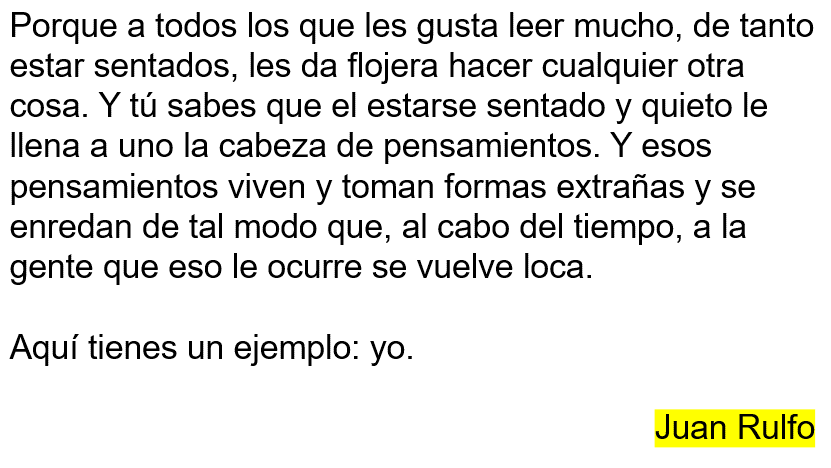 Porque a todos los que les gusta leer mucho, de tanto
estar sentados, les da flojera hacer cualquier otra
cosa. Y tú sabes que el estarse sentado y quieto le
llena a uno la cabeza de pensamientos. Y esos
pensamientos viven y toman formas extrañas y se
enredan de tal modo que, al cabo del tiempo, a la
gente que eso le ocurre se vuelve loca.
Aquí tienes un ejemplo: yo.
Juan Rulfo